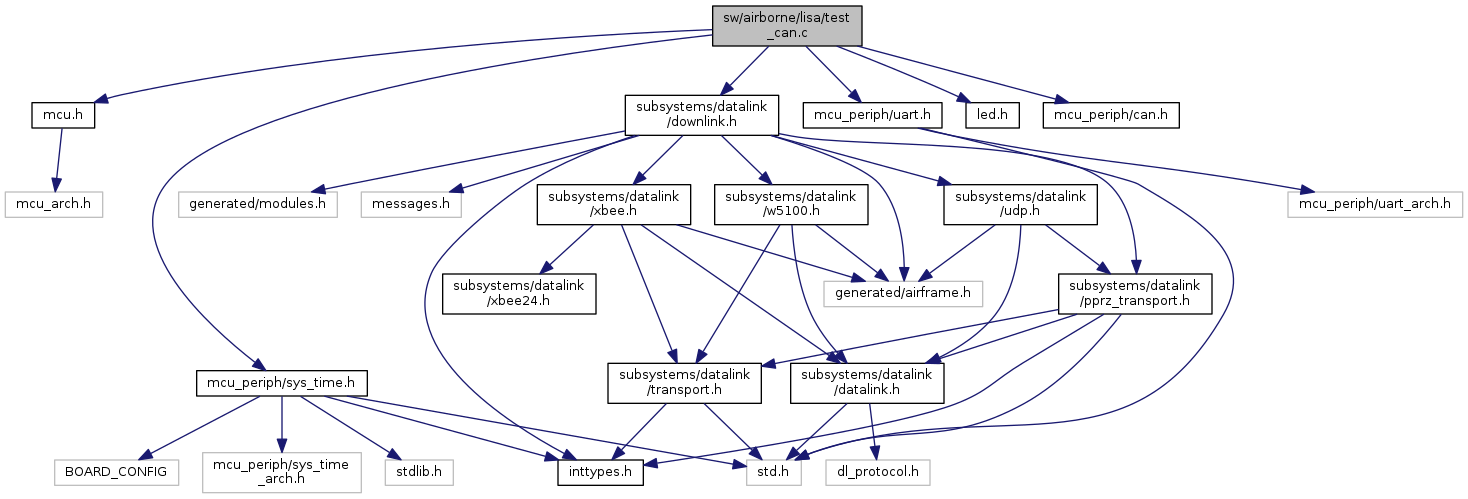 sw/airborne/lisa/test
_can.c
mcu.h
subsystems/datalink
/downlink.h
mcu_periph/uart.h
led.h
mcu_periph/can.h
mcu_arch.h
generated/modules.h
messages.h
subsystems/datalink
/xbee.h
subsystems/datalink
/w5100.h
subsystems/datalink
/udp.h
mcu_periph/uart_arch.h
subsystems/datalink
/xbee24.h
generated/airframe.h
subsystems/datalink
/pprz_transport.h
mcu_periph/sys_time.h
subsystems/datalink
/transport.h
subsystems/datalink
/datalink.h
BOARD_CONFIG
mcu_periph/sys_time
_arch.h
stdlib.h
inttypes.h
std.h
dl_protocol.h